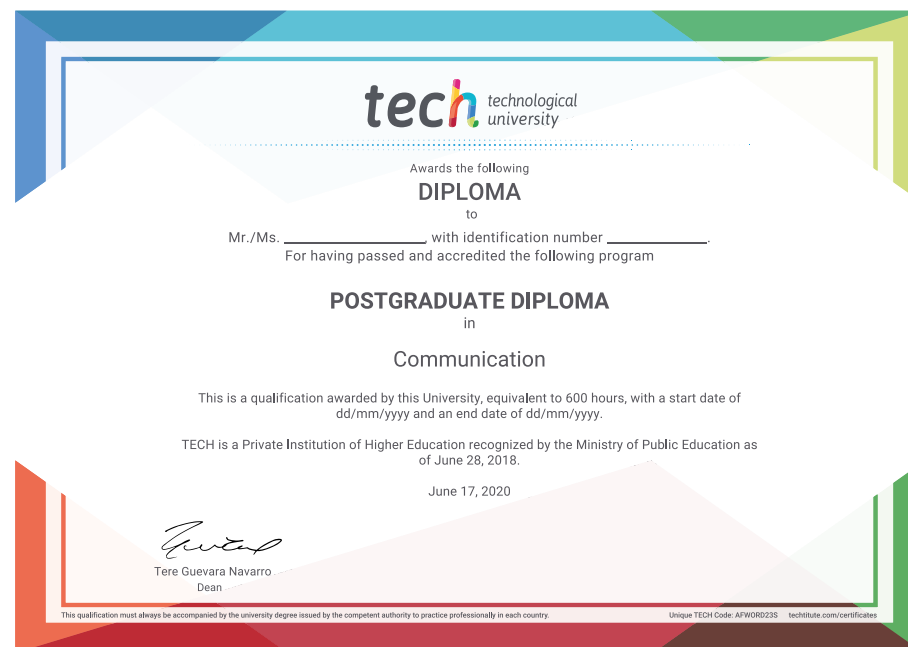 tech technological
university
Awards the following
DIPLOMA
to
Mr./Ms. ____________________, with identification number ______________.
For having passed and accredited the following program
POSTGRADUATE DIPLOMA
in
Communication
This is a qualification awarded by this University, equivalent to 600 hours, with a start date of
dd/mm/yyyy and an end date of dd/mm/yyyy.
TECH is a Private Institution of Higher Education recognized by the Ministry of Public Education as
of June 28, 2018.
June 17, 2020
Tere Guevara Navarro
Dean
This qualification must always be accompanied by the university degree issued by the competent authority to practice professionally in each country. Unique TECH Code: AFWORD23S techtitute.com/certificates